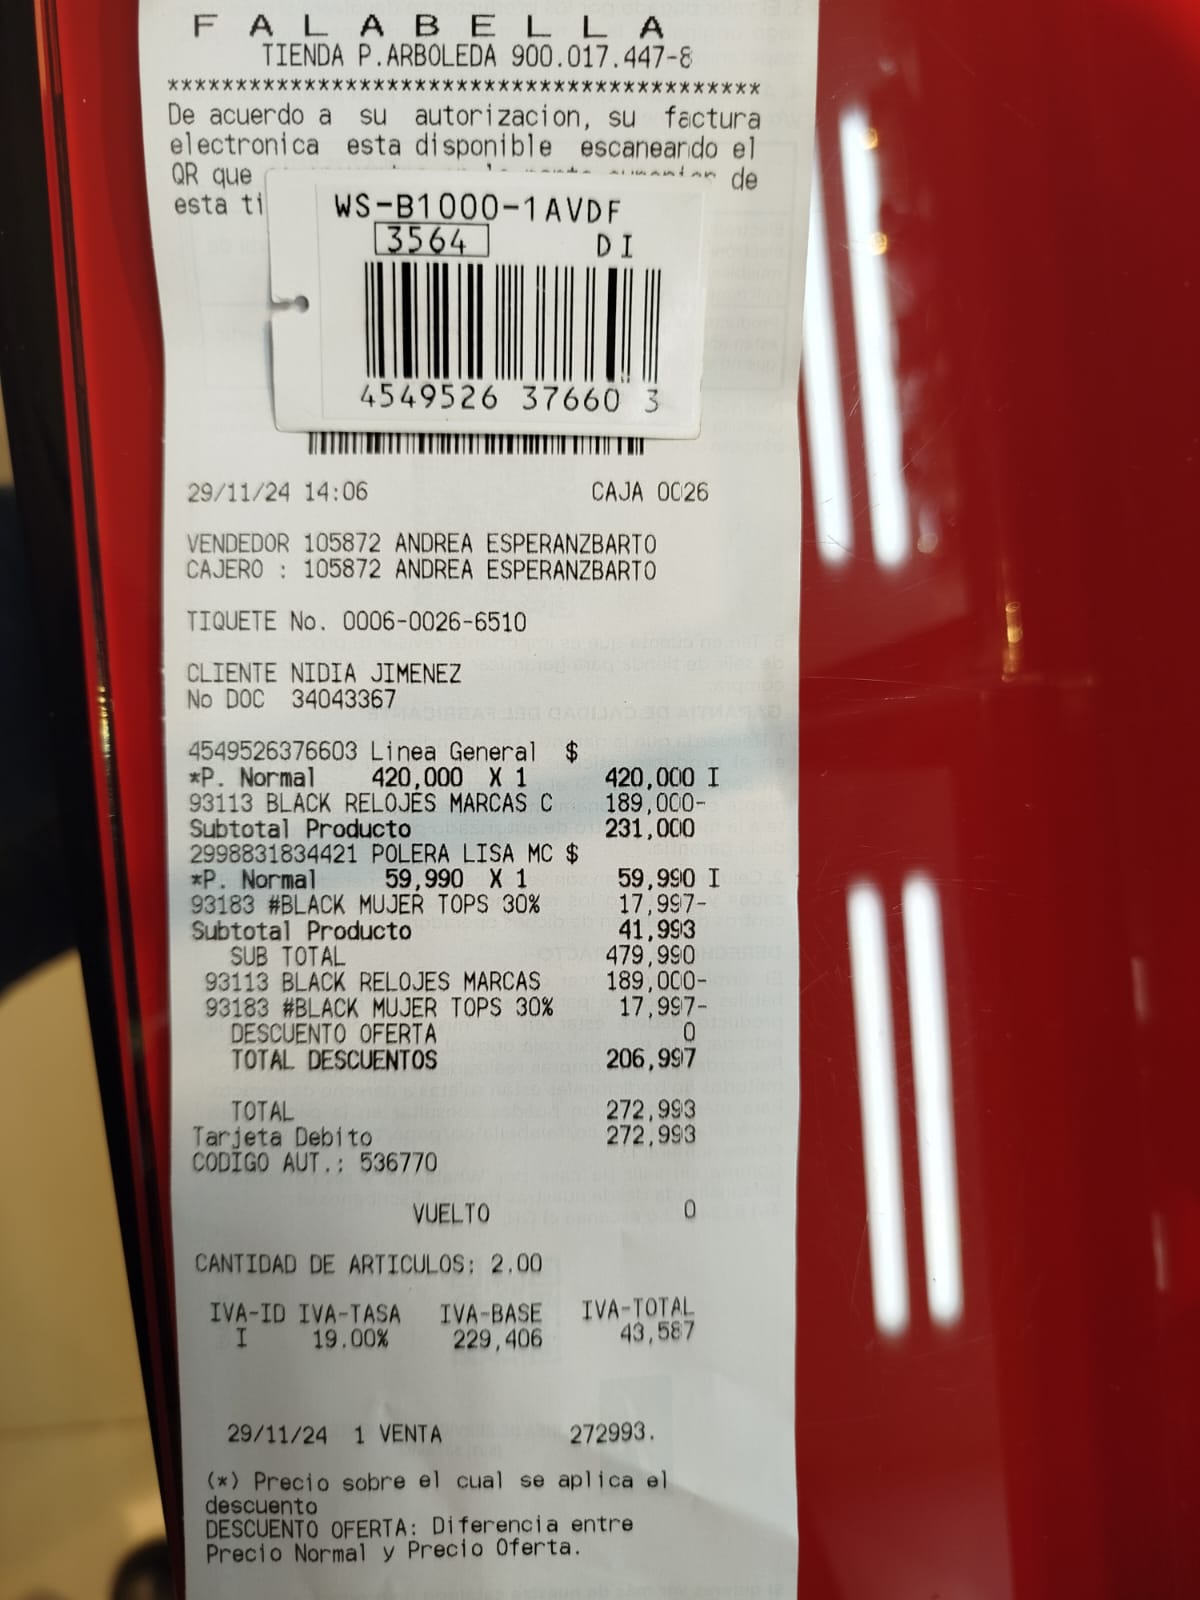 FALABELLA
TIENDA P.ARBOLEDA 900.017.447-8
******************************************
De acuerdo a su autorizacion, su factura
electronica esta disponible escaneando el
QR que de
esta ti
WS-B1000-1AVDF
3564 DI
4549526 37660 3
29/11/24 14:06 CAJA 0026
VENDEDOR 105872 ANDREA ESPERANZBARTO
CAJERO : 105872 ANDREA ESPERANZBARTO
TIQUETE No. 0006-0026-6510
CLIENTE NIDIA JIMENEZ
No DOC 34043367
4549526376603 Linea General $
*P. Normal 420,000 X 1 420,000 I
93113 BLACK RELOJES MARCAS C 189,000-
Subtotal Producto 231,000
2998831834421 POLERA LISA MC $
*P. Normal 59,990 X 1 59,990 I
93183 #BLACK MUJER TOPS 30% 17,997-
Subtotal Producto 41,993
SUB TOTAL 479,990
93113 BLACK RELOJES MARCAS 189,000-
93183 #BLACK MUJER TOPS 30% 17,997-
DESCUENTO OFERTA 0
TOTAL DESCUENTOS 206,997
TOTAL 272,993
Tarjeta Debito 272,993
CODIGO AUT.: 536770
VUELTO 0
CANTIDAD DE ARTICULOS: 2.00
IVA-ID IVA-TASA IVA-BASE IVA-TOTAL
I 19.00% 229,406 43,587
29/11/24 1 VENTA 272993.
(*) Precio sobre el cual se aplica el
descuento
DESCUENTO OFERTA: Diferencia entre
Precio Normal y Precio Oferta.